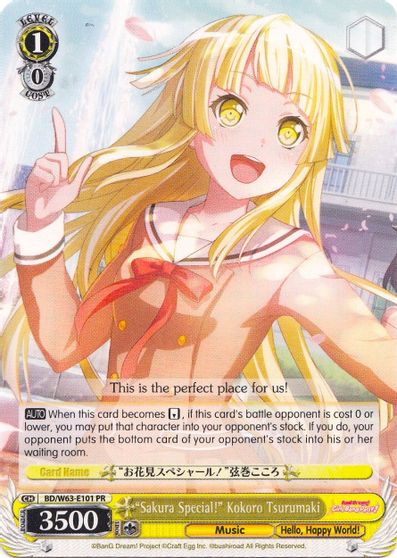 LEVEL
1
0
COST
This is the perfect place for us!
AUTO When this card becomes , if this card's battle opponent is cost 0 or
lower, you may put that character into your opponent's stock. If you do, your
opponent puts the bottom card of your opponent's stock into his or her
waiting room.
Card Name
"お花見スペシャール！"弦巻こころ
CH BD/W63-E101 PR
"Sakura Special!" Kokoro Tsurumaki
POWER 3500 SOUL
Music
Hello, Happy World!
©BanG Dream! Project ©Craft Egg Inc. ©bushiroad All Rights Reserved.